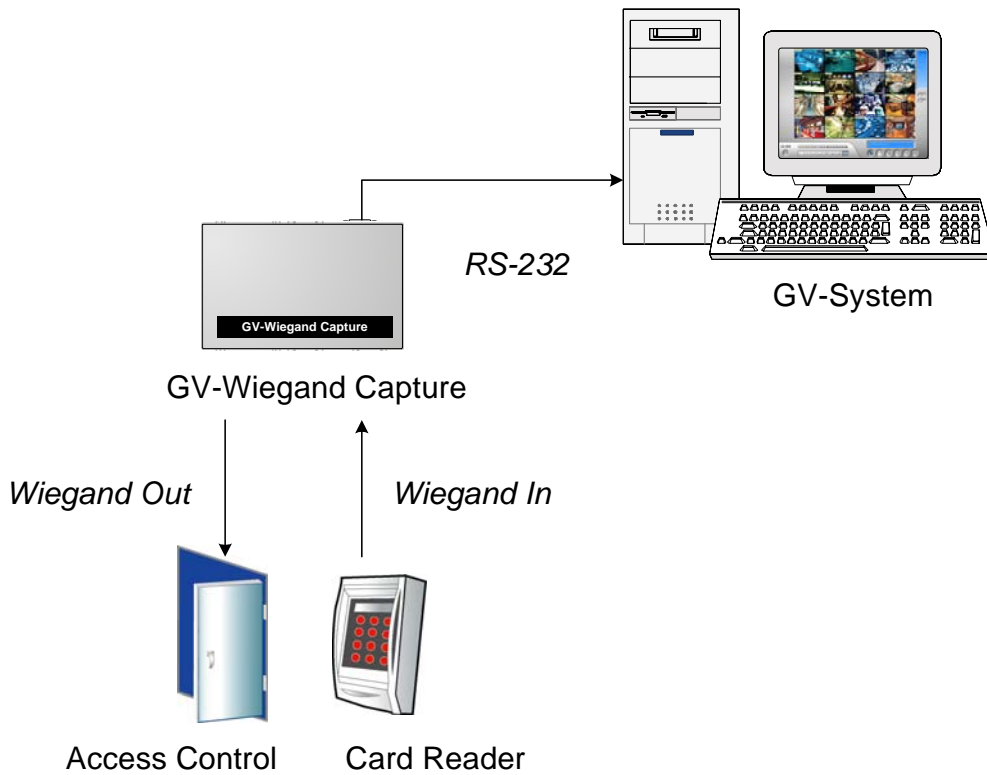 RS-232
GV-System
GV-Wiegand Capture
GV-Wiegand Capture
Wiegand Out
Wiegand In
Access Control
Card Reader